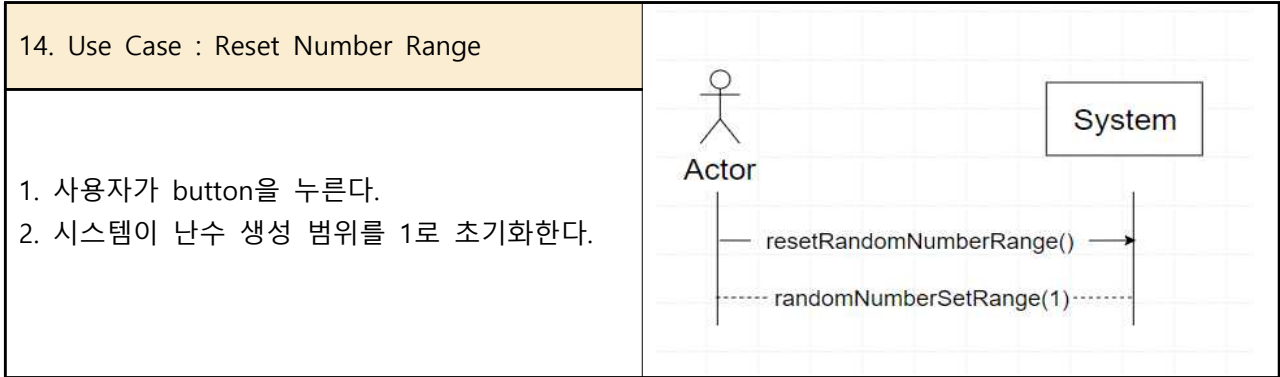 14. Use Case : Reset Number Range
1. 사용자가 button을 누른다.
2. 시스템이 난수 생성 범위를 1로 초기화한다.
System
Actor
resetRandomNumberRange()
randomNumberSetRange(1)